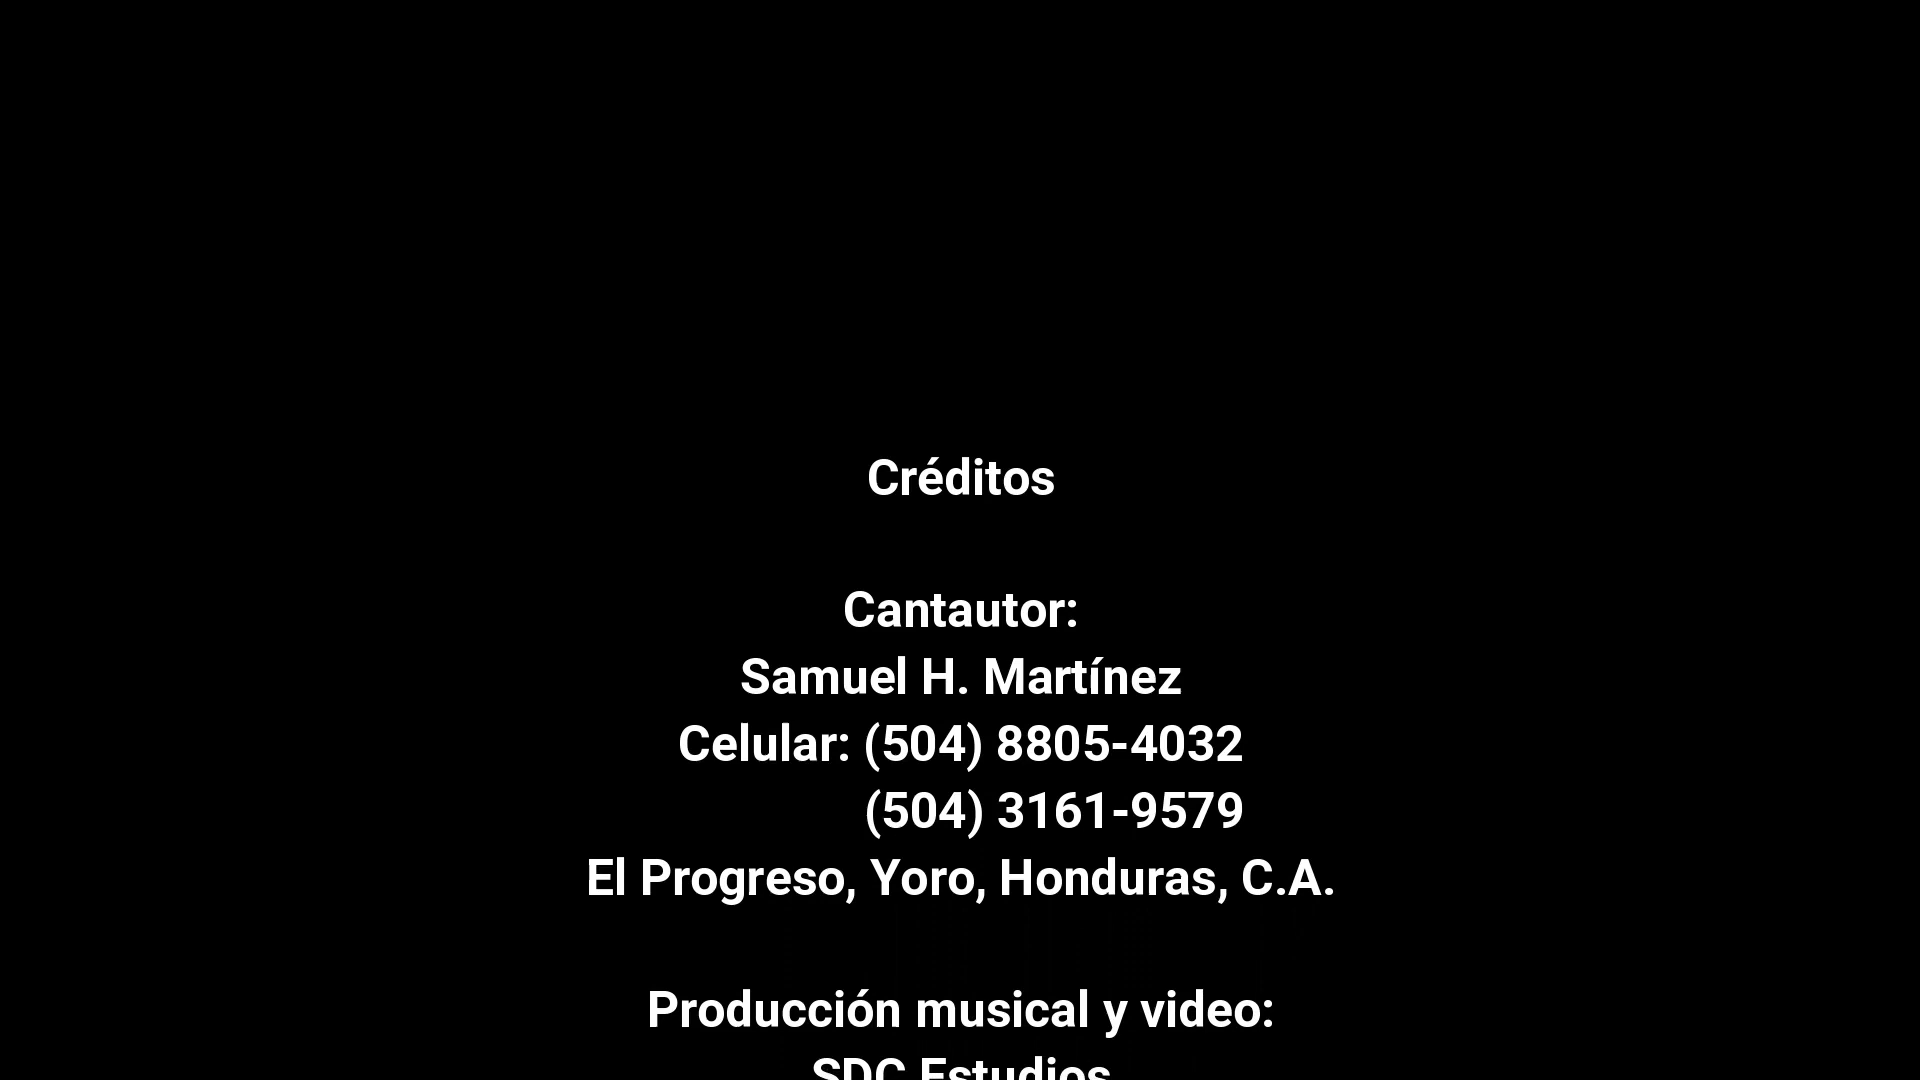 Créditos
Cantautor:
Samuel H. Martínez
Celular: (504) 8805-4032
(504) 3161-9579
El Progreso, Yoro, Honduras, C.A.
Producción musical y video:
SDC Estudios